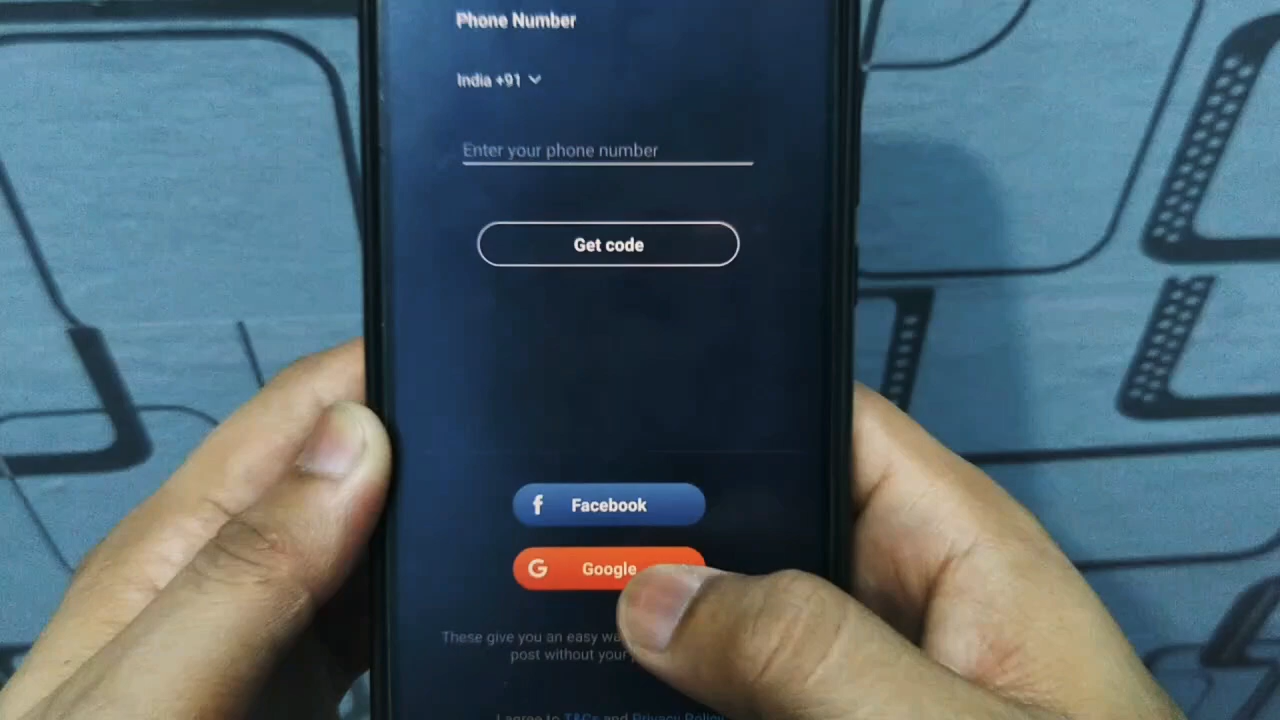 Phone Number
India +91
Enter your phone number
Get code
f Facebook
G Google
These give you an easy
post without your
I agree to T&Cs and Privacy Policy